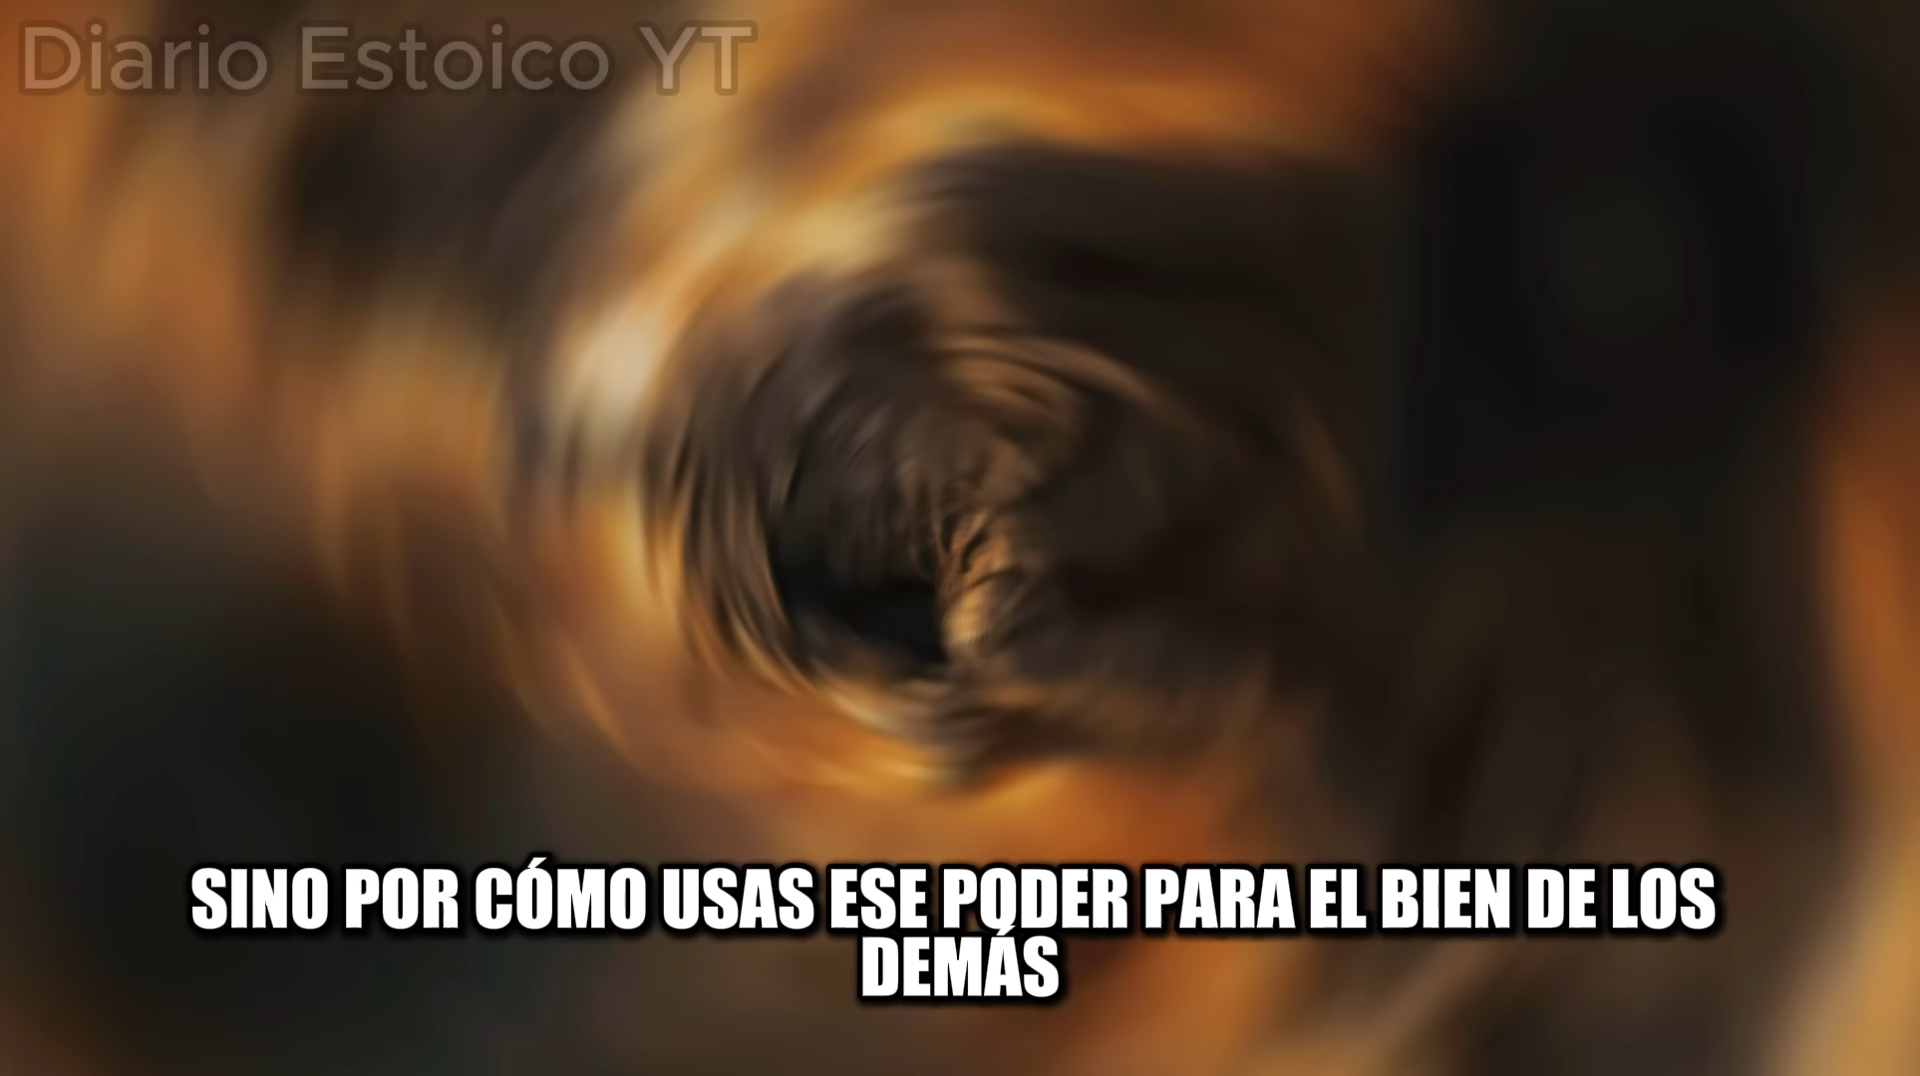 Diario Estoico YT
SINO POR CÓMO USAS ESE PODER PARA EL BIEN DE LOS
DEMÁS